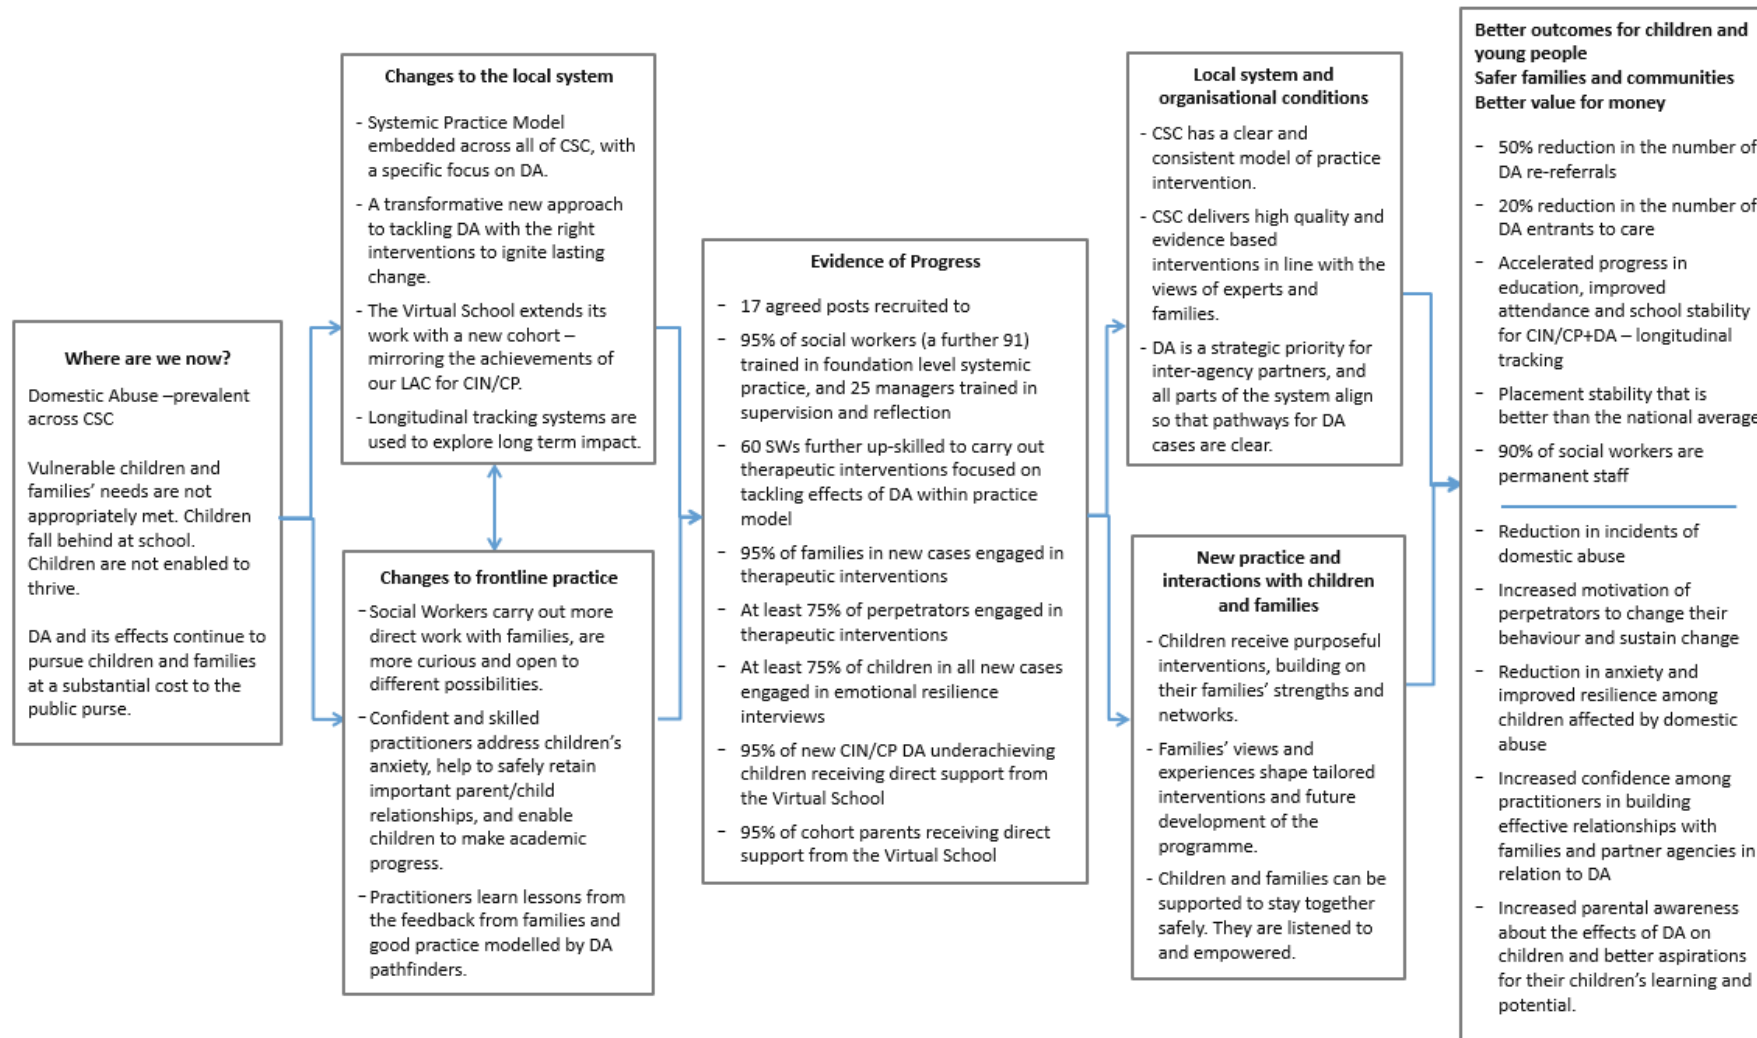 Where are we now?
Domestic Abuse –prevalent
across CSC
Vulnerable children and
families’ needs are not
appropriately met. Children
fall behind at school.
Children are not enabled to
thrive.
DA and its effects continue to
pursue children and families
at a substantial cost to the
public purse.
Changes to the local system
- Systemic Practice Model
embedded across all of CSC, with
a specific focus on DA.
- A transformative new approach
to tackling DA with the right
interventions to ignite lasting
change.
- The Virtual School extends its
work with a new cohort –
mirroring the achievements of
our LAC for CIN/CP.
- Longitudinal tracking systems are
used to explore long term impact.
Changes to frontline practice
- Social Workers carry out more
direct work with families, are
more curious and open to
different possibilities.
- Confident and skilled
practitioners address children’s
anxiety, help to safely retain
important parent/child
relationships, and enable
children to make academic
progress.
- Practitioners learn lessons from
the feedback from families and
good practice modelled by DA
pathfinders.
Evidence of Progress
- 17 agreed posts recruited to
- 95% of social workers (a further 91)
trained in foundation level systemic
practice, and 25 managers trained in
supervision and reflection
- 60 SWs further up-skilled to carry out
therapeutic interventions focused on
tackling effects of DA within practice
model
- 95% of families in new cases engaged in
therapeutic interventions
- At least 75% of perpetrators engaged in
therapeutic interventions
- At least 75% of children in all new cases
engaged in emotional resilience
interviews
- 95% of new CIN/CP DA underachieving
children receiving direct support from
the Virtual School
- 95% of cohort parents receiving direct
support from the Virtual School
Local system and
organisational conditions
- CSC has a clear and
consistent model of practice
intervention.
- CSC delivers high quality and
evidence based
interventions in line with the
views of experts and
families.
- DA is a strategic priority for
inter-agency partners, and
all parts of the system align
so that pathways for DA
cases are clear.
New practice and
interactions with children
and families
- Children receive purposeful
interventions, building on
their families’ strengths and
networks.
- Families’ views and
experiences shape tailored
interventions and future
development of the
programme.
- Children and families can be
supported to stay together
safely. They are listened to
and empowered.
Better outcomes for children and
young people
Safer families and communities
Better value for money
- 50% reduction in the number of
DA re-referrals
- 20% reduction in the number of
DA entrants to care
- Accelerated progress in
education, improved
attendance and school stability
for CIN/CP+DA – longitudinal
tracking
- Placement stability that is
better than the national average
- 90% of social workers are
permanent staff
- Reduction in incidents of
domestic abuse
- Increased motivation of
perpetrators to change their
behaviour and sustain change
- Reduction in anxiety and
improved resilience among
children affected by domestic
abuse
- Increased confidence among
practitioners in building
effective relationships with
families and partner agencies in
relation to DA
- Increased parental awareness
about the effects of DA on
children and better aspirations
for their children’s learning and
potential.